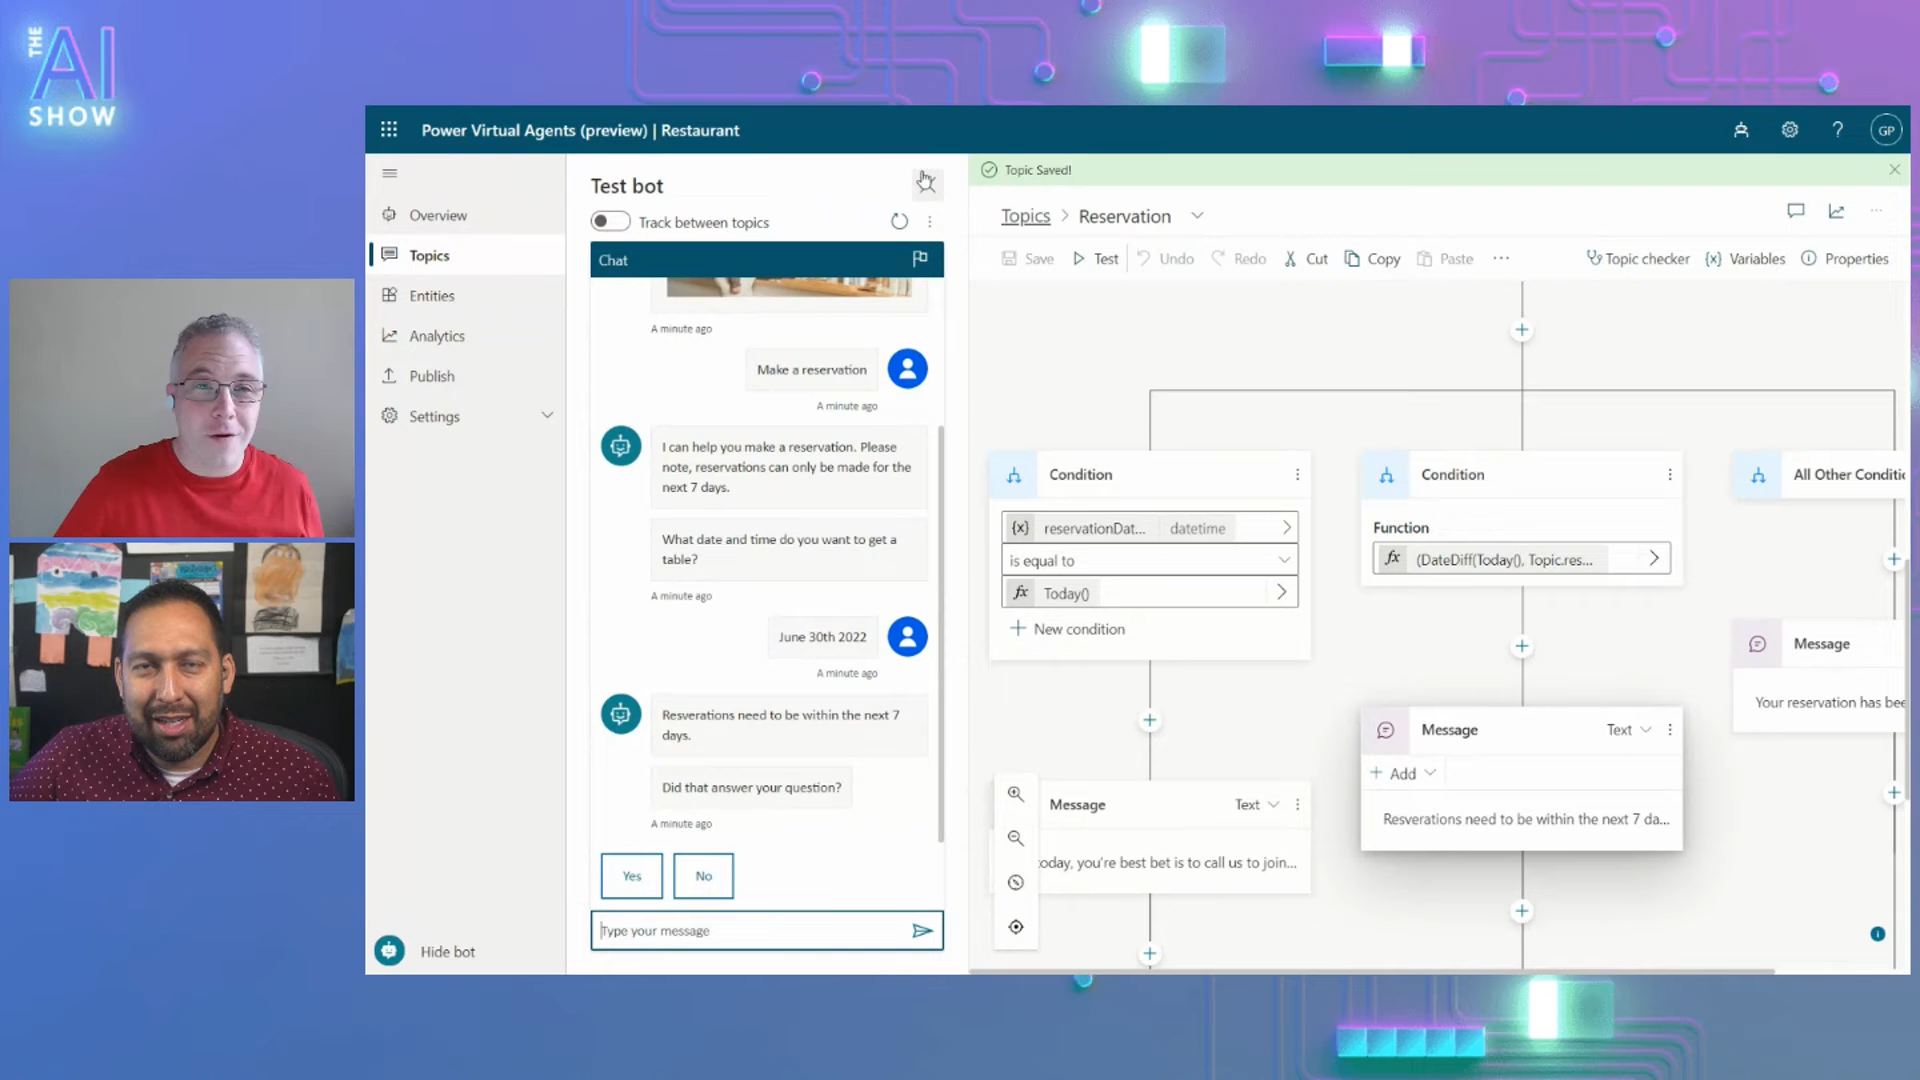 THE
AI
SHOW
Power Virtual Agents (preview) | Restaurant
GP
Overview
Topics
Entities
Analytics
Publish
Settings
Hide bot
Test bot
Track between topics
Chat
A minute ago
Make a reservation
A minute ago
I can help you make a reservation. Please
note, reservations can only be made for the
next 7 days.
What date and time do you want to get a
table?
A minute ago
June 30th 2022
A minute ago
Resverations need to be within the next 7
days.
Did that answer your question?
A minute ago
Yes No
Type your message
Topic Saved!
Topics > Reservation
Save Test Undo Redo Cut Copy Paste ... Topic checker {x} Variables Properties
Condition
{x} reservationDat... datetime
is equal to
fx Today()
New condition
Message Text
today, you're best bet is to call us to join...
Condition
Function
fx (DateDiff(Today(), Topic.res...
Message Text
Add
Resverations need to be within the next 7 da...
All Other Conditi
Message
Your reservation has bee